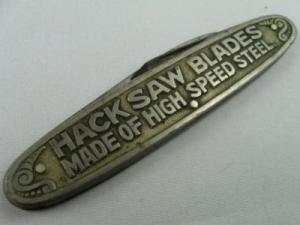 HACK SAW BLADES
MADE OF HIGH SPEED STEEL